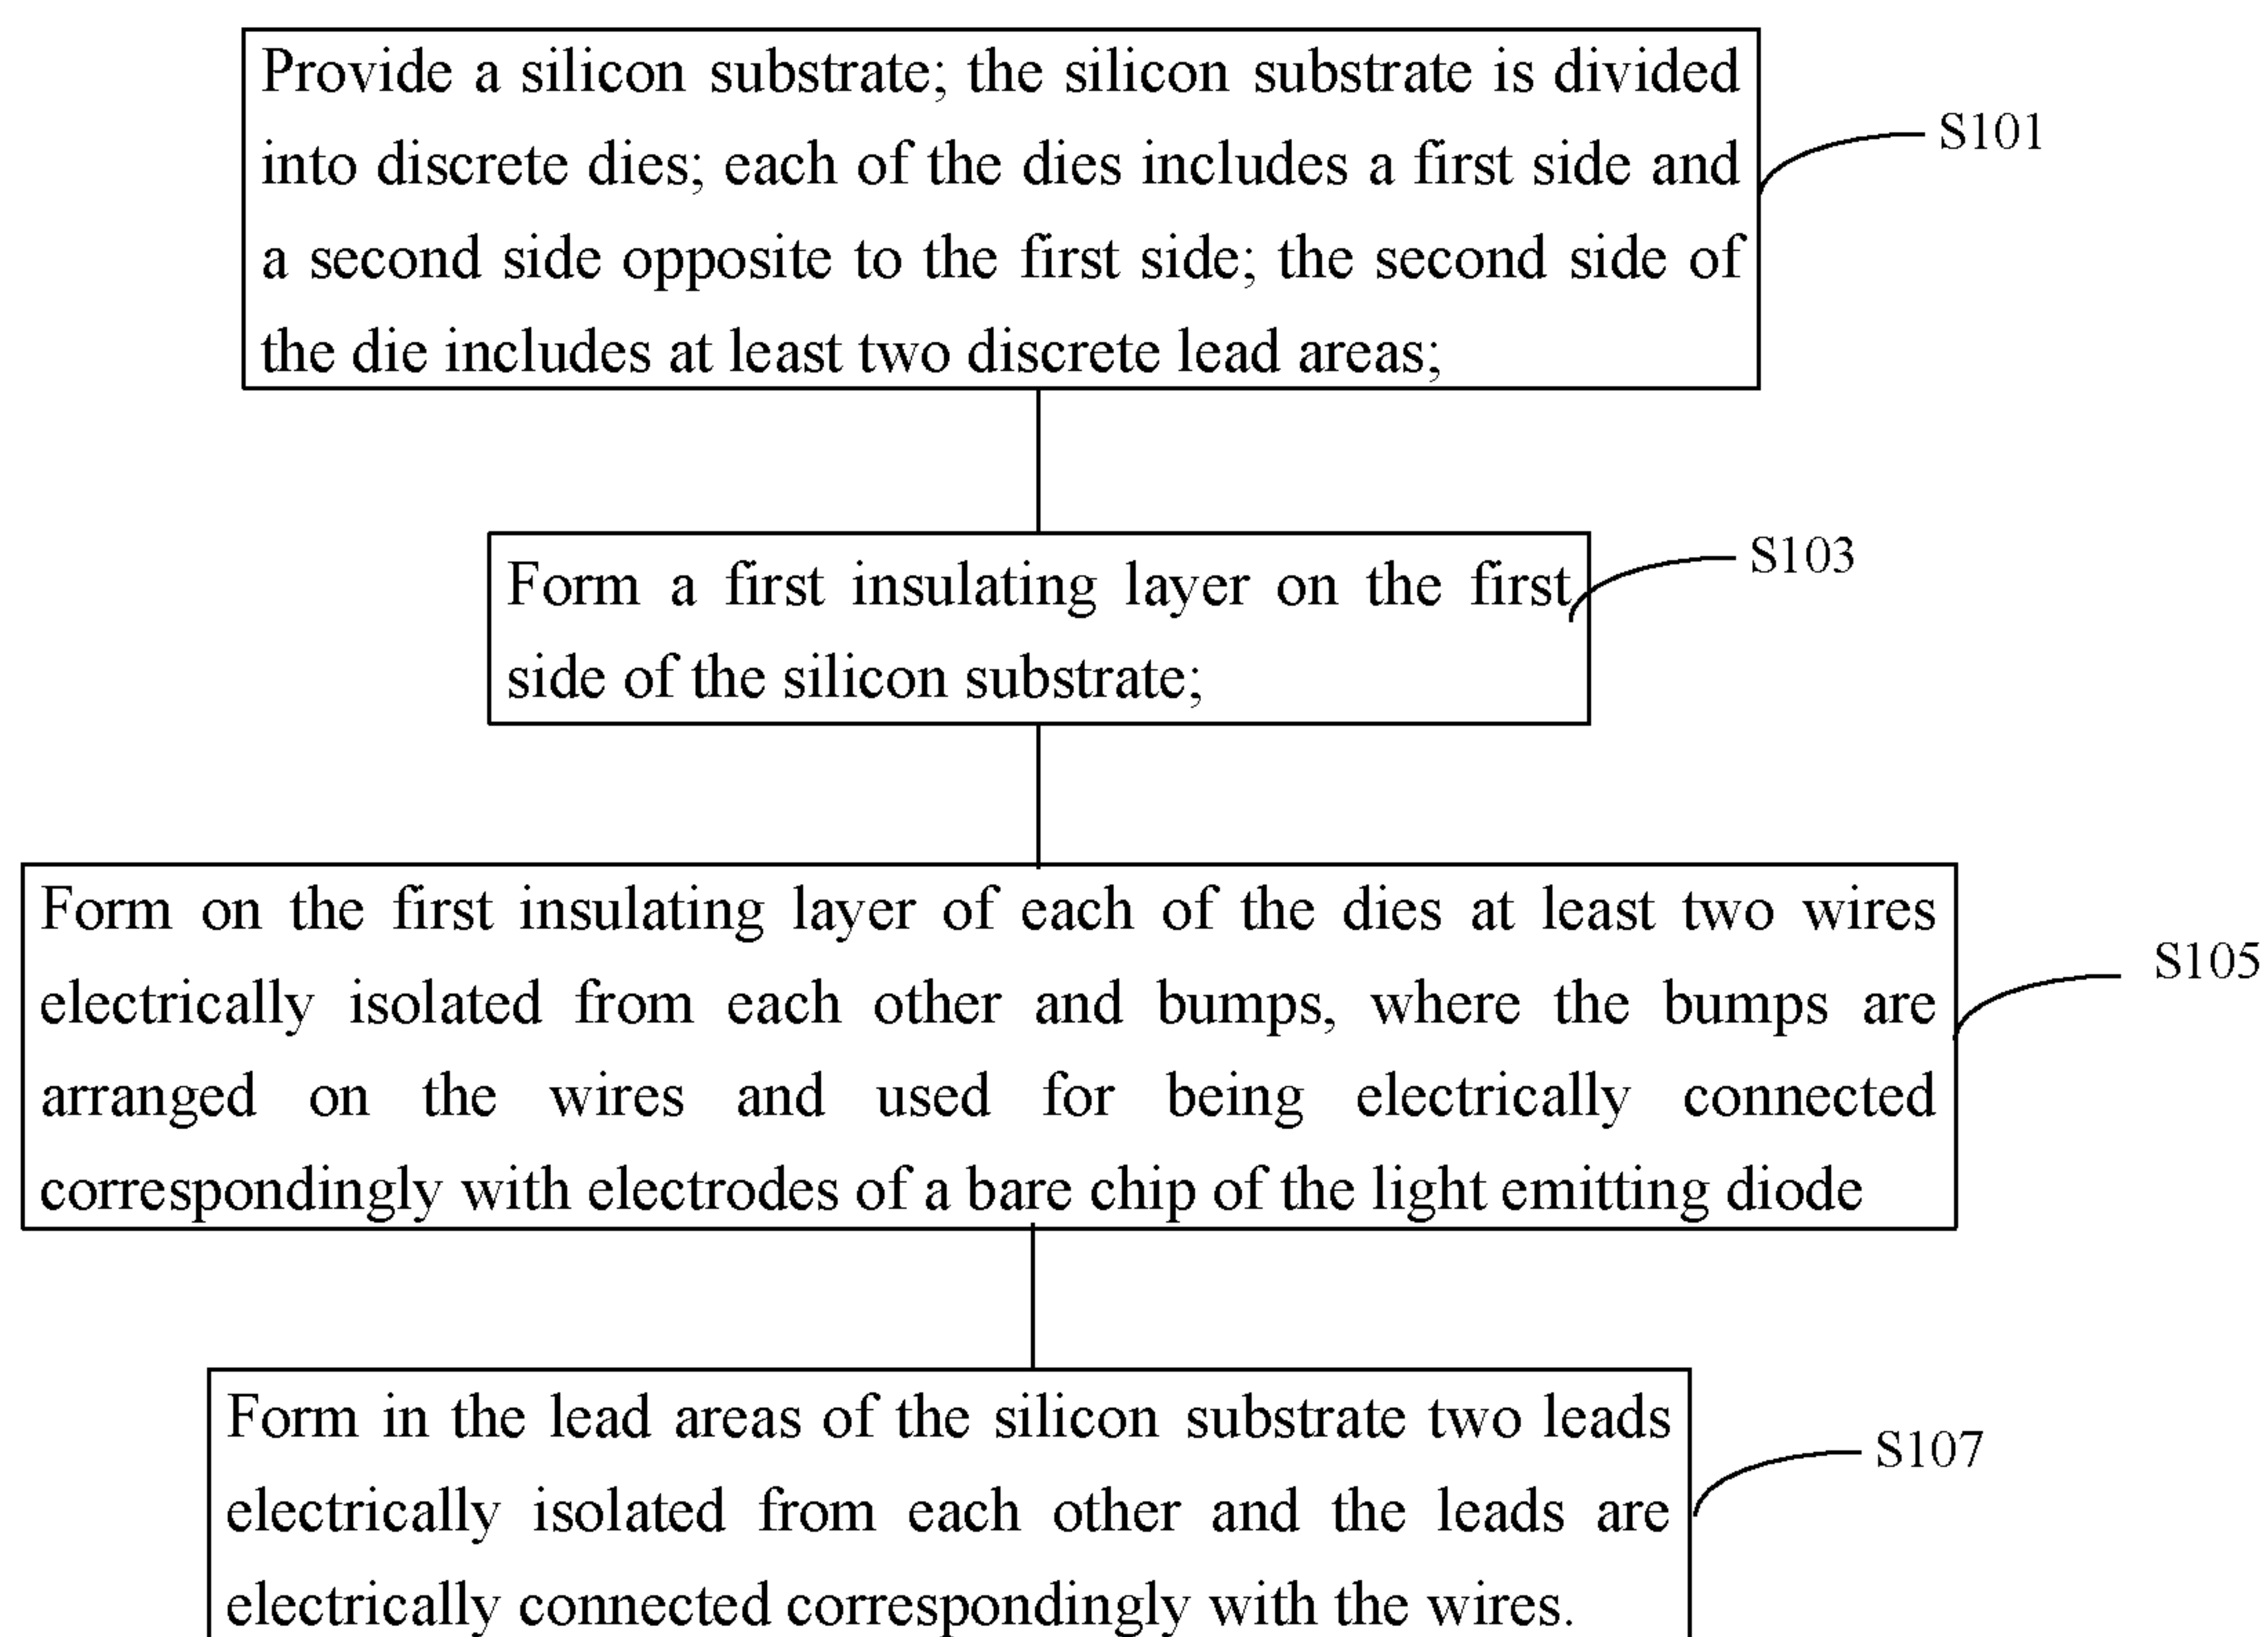 Provide a silicon substrate; the silicon substrate is divided
into discrete dies; each of the dies includes a first side and
a second side opposite to the first side; the second side of
the die includes at least two discrete lead areas;
S101
Form a first insulating layer on the first
side of the silicon substrate;
S103
Form on the first insulating layer of each of the dies at least two wires
electrically isolated from each other and bumps, where the bumps are
arranged on the wires and used for being electrically connected
correspondingly with electrodes of a bare chip of the light emitting diode
S105
Form in the lead areas of the silicon substrate two leads
electrically isolated from each other and the leads are
electrically connected correspondingly with the wires.
S107